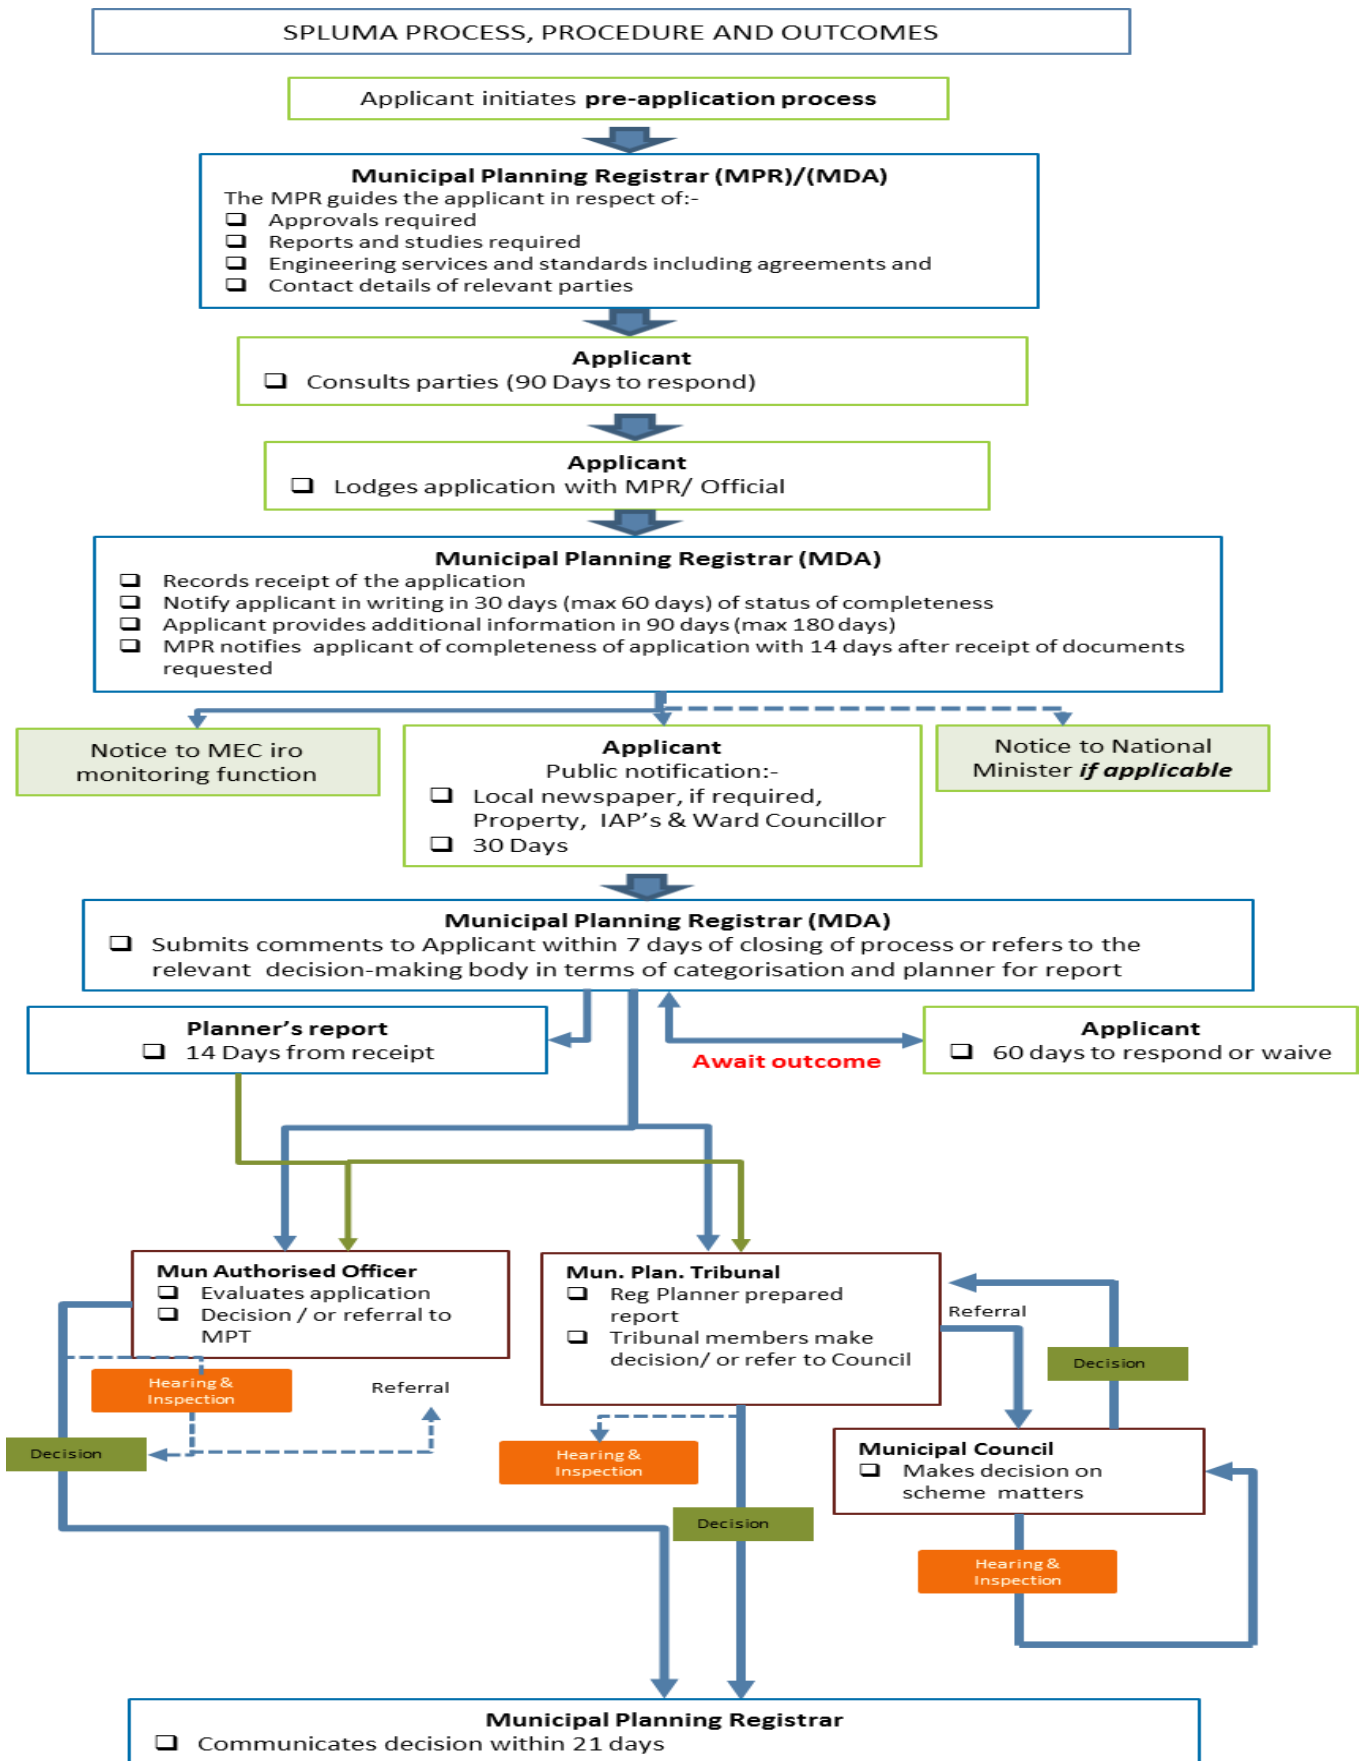 SPLUMA PROCESS, PROCEDURE AND OUTCOMES
Applicant initiates pre-application process
Municipal Planning Registrar (MPR)/(MDA)
The MPR guides the applicant in respect of:-
❑ Approvals required
❑ Reports and studies required
❑ Engineering services and standards including agreements and
❑ Contact details of relevant parties
Applicant
❑ Consults parties (90 Days to respond)
Applicant
❑ Lodges application with MPR/ Official
Municipal Planning Registrar (MDA)
❑ Records receipt of the application
❑ Notify applicant in writing in 30 days (max 60 days) of status of completeness
❑ Applicant provides additional information in 90 days (max 180 days)
❑ MPR notifies applicant of completeness of application with 14 days after receipt of documents
requested
Notice to MEC iro
monitoring function
Applicant
Public notification:-
❑ Local newspaper, if required,
Property, IAP's & Ward Councillor
❑ 30 Days
Notice to National
Minister if applicable
Municipal Planning Registrar (MDA)
❑ Submits comments to Applicant within 7 days of closing of process or refers to the
relevant decision-making body in terms of categorisation and planner for report
Planner's report
❑ 14 Days from receipt
Await outcome
Applicant
❑ 60 days to respond or waive
Mun Authorised Officer
❑ Evaluates application
❑ Decision / or referral to
MPT
Mun. Plan. Tribunal
❑ Reg Planner prepared
report
❑ Tribunal members make
decision/ or refer to Council
Referral
Decision
Hearing &
Inspection
Referral
Decision
Hearing &
Inspection
Municipal Council
❑ Makes decision on
scheme matters
Decision
Hearing &
Inspection
Municipal Planning Registrar
❑ Communicates decision within 21 days